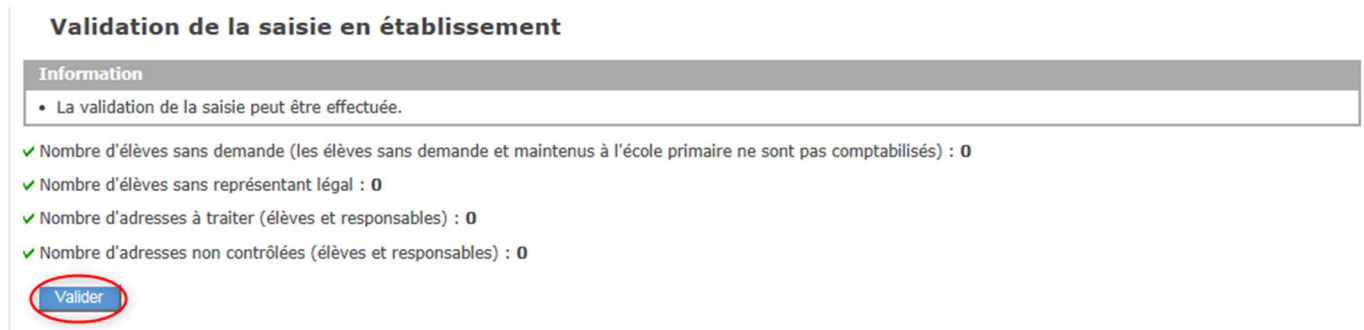 Validation de la saisie en établissement
Information
• La validation de la saisie peut être effectuée.
Nombre d'élèves sans demande (les élèves sans demande et maintenus à l'école primaire ne sont pas comptabilisés) : 0
Nombre d'élèves sans représentant légal : 0
Nombre d'adresses à traiter (élèves et responsables) : 0
Nombre d'adresses non contrôlées (élèves et responsables) : 0
Valider